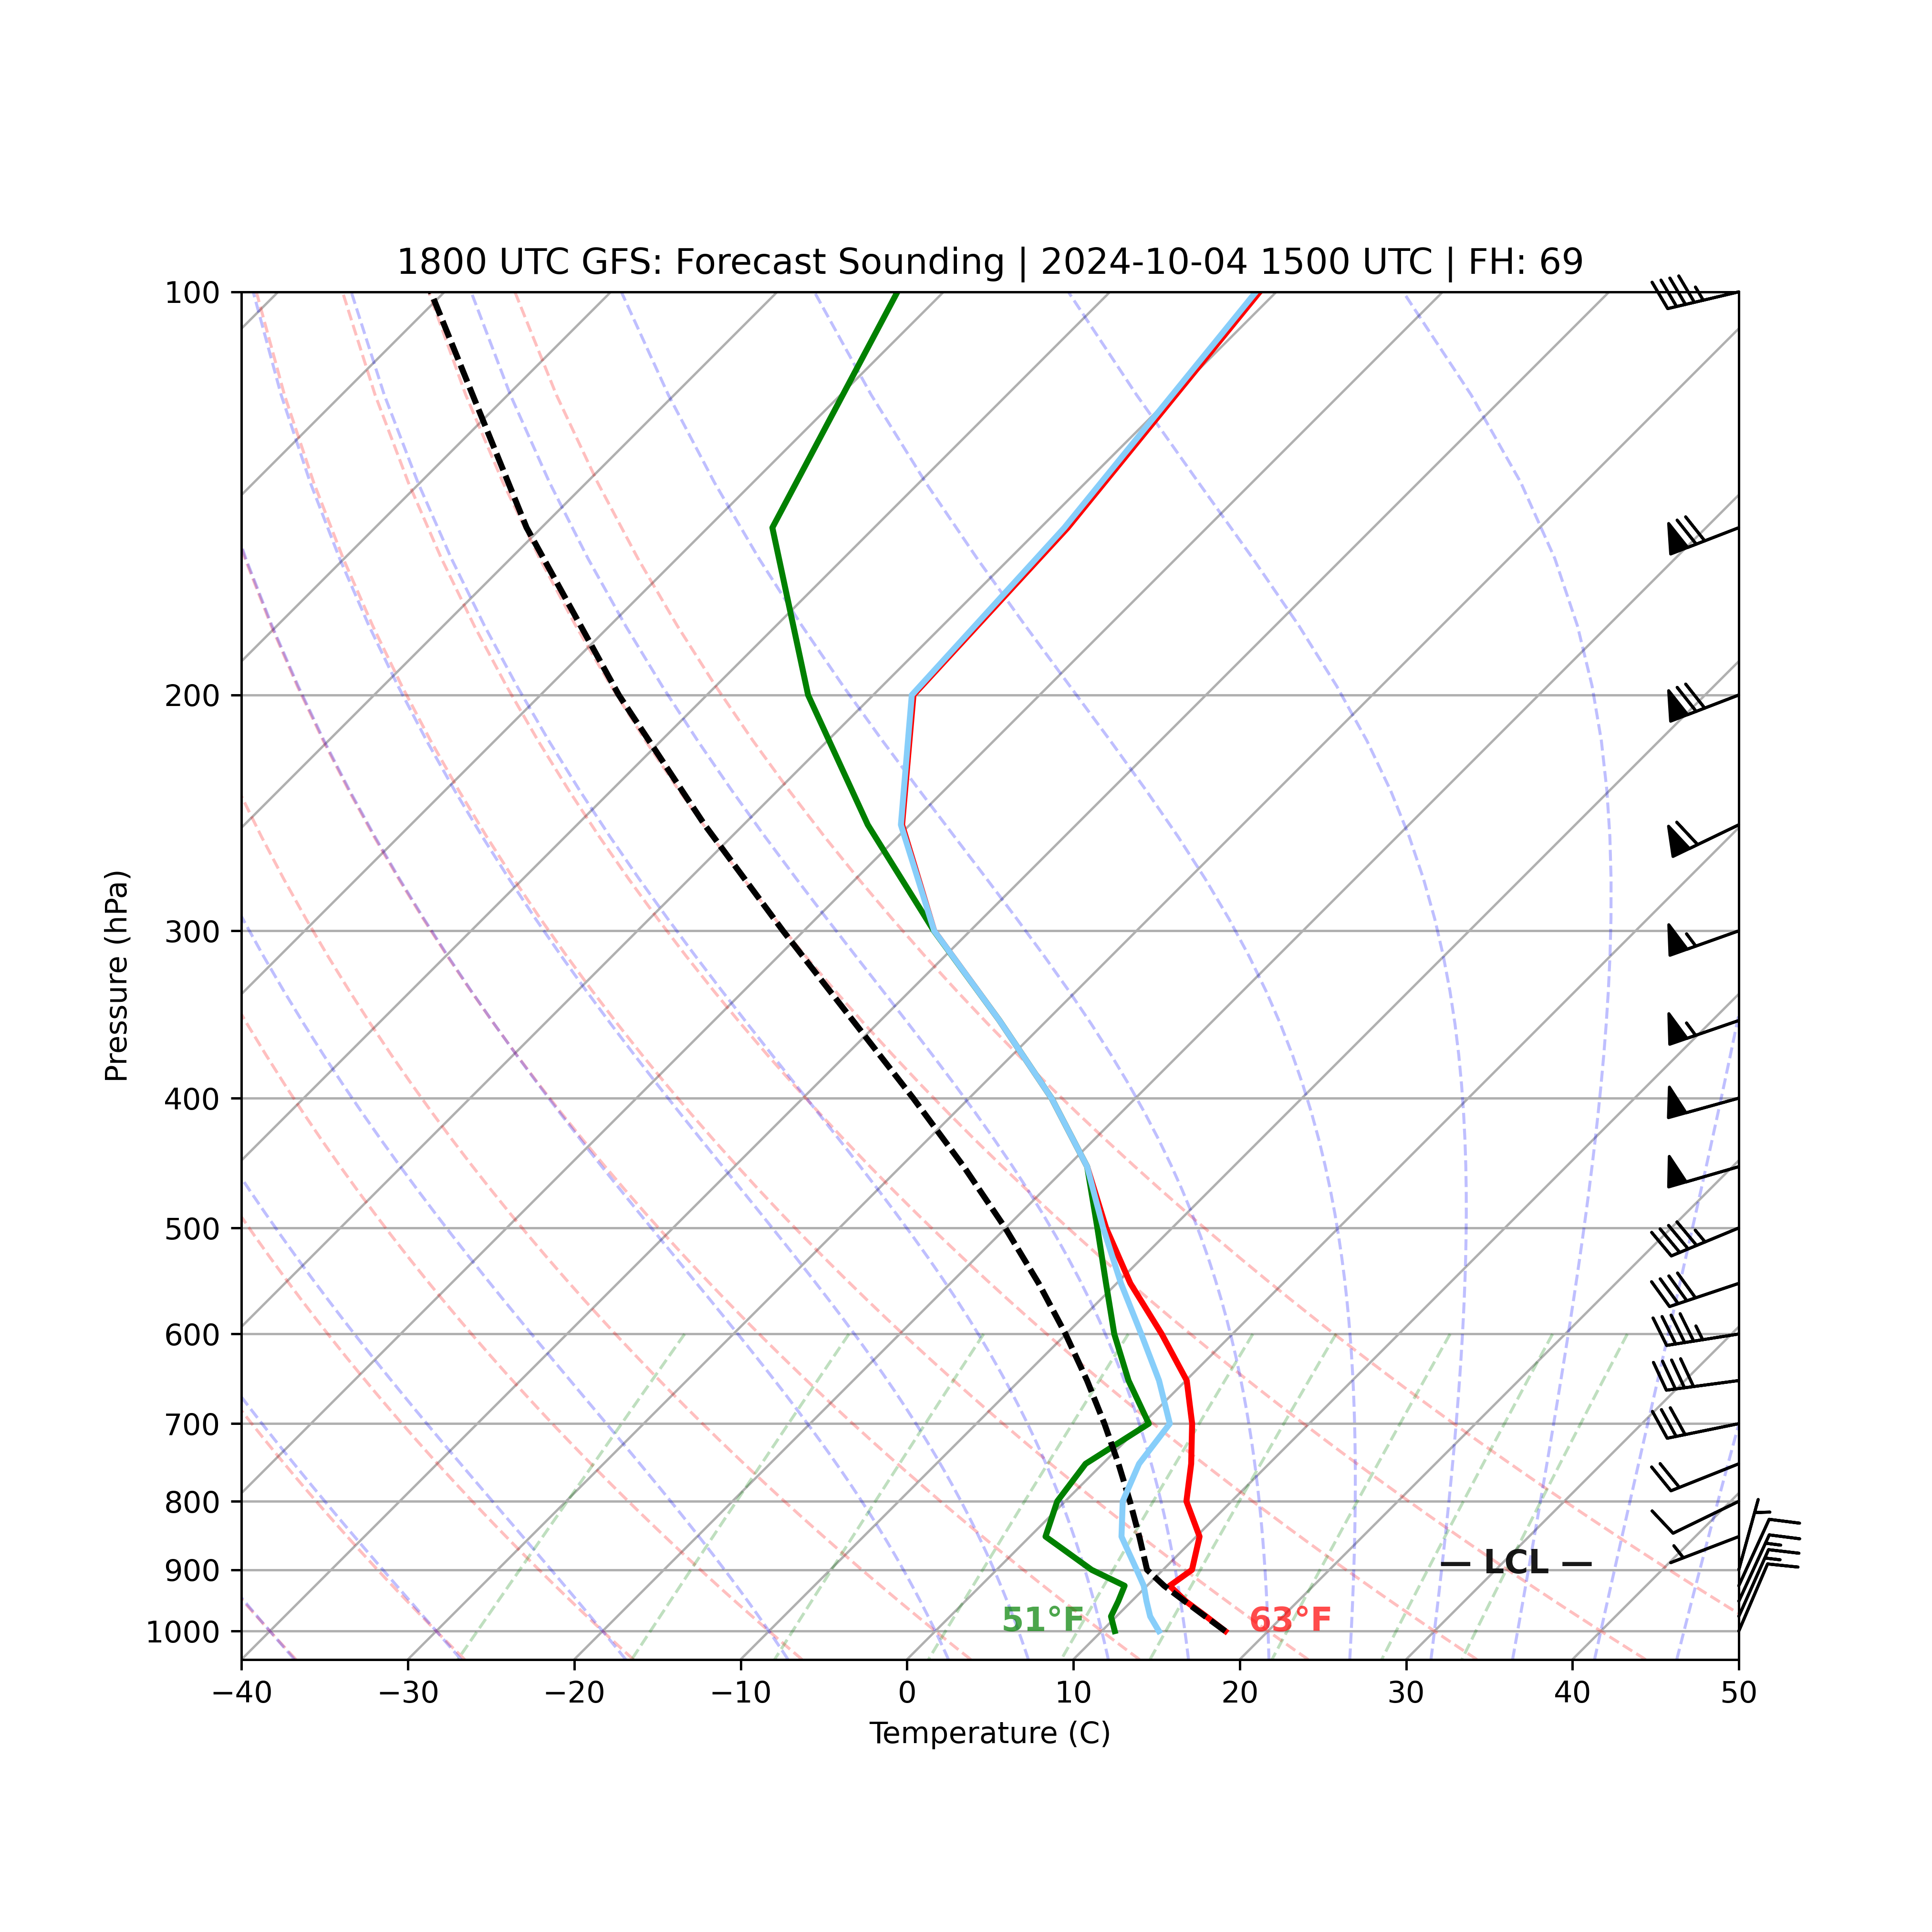 1800 UTC GFS: Forecast Sounding | 2024-10-04 1500 UTC | FH: 69
100
200
300
400
500
600
700
800
900
1000
Pressure (hPa)
— LCL —
51°F
63°F
−40 −30 −20 −10 0 10 20 30 40 50
Temperature (C)